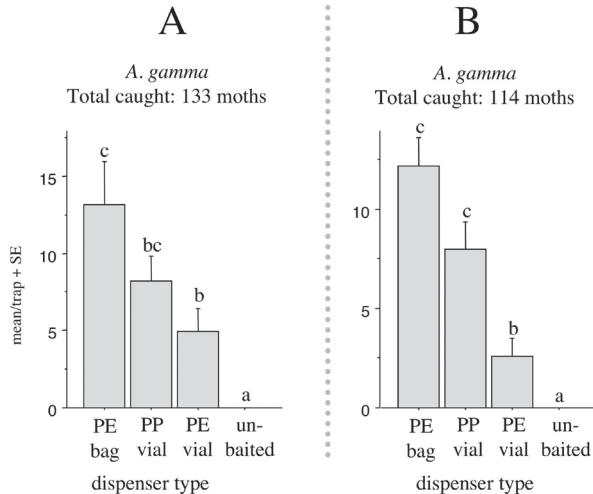 A
A. gamma
Total caught: 133 moths
mean/trap + SE
15
10
5
0
c
bc
b
a
PE bag
PP vial
PE vial
un-baited
dispenser type
B
A. gamma
Total caught: 114 moths
10
5
0
c
c
b
a
PE bag
PP vial
PE vial
un-baited
dispenser type